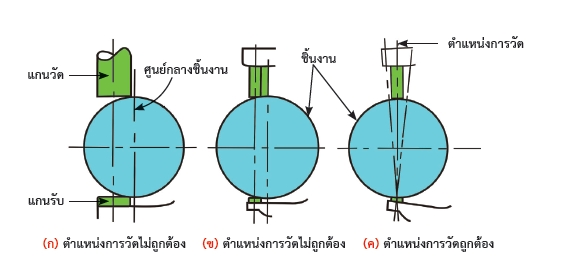 ตำแหน่งการวัด
แกนวัด
ศูนย์กลางชิ้นงาน
ชิ้นงาน
แกนรับ
(ก) ตำแหน่งการวัดไม่ถูกต้อง (ข) ตำแหน่งการวัดไม่ถูกต้อง (ค) ตำแหน่งการวัดถูกต้อง